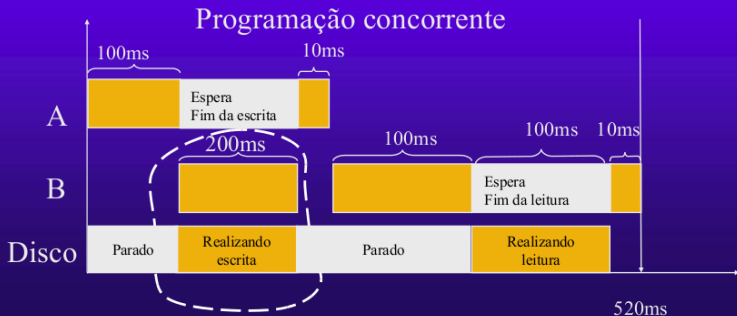 Programação concorrente
100ms
10ms
A
Espera
Fim da escrita
200ms
100ms
100ms
10ms
B
Espera
Fim da leitura
Disco
Parado
Realizando
escrita
Parado
Realizando
leitura
520ms